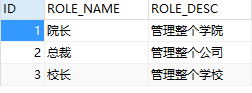 ID ROLE_NAME ROLE_DESC
1 院长 管理整个学院
2 总裁 管理整个公司
3 校长 管理整个学校